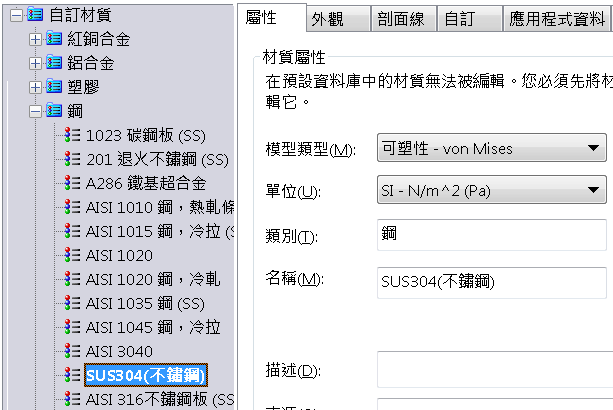 自訂材質
紅銅合金
鋁合金
塑膠
鋼
1023 碳鋼板 (SS)
201 退火不鏽鋼 (SS)
A286 鐵基超合金
AISI 1010 鋼，熱軋條
AISI 1015 鋼，冷拉 (S
AISI 1020
AISI 1020 鋼，冷軋
AISI 1035 鋼 (SS)
AISI 1045 鋼，冷拉
AISI 3040
SUS304(不鏽鋼)
AISI 316不鏽鋼板 (SS
屬性 外觀 剖面線 自訂 應用程式資料
材質屬性
在預設資料庫中的材質無法被編輯。您必須先將材
輯它。
模型類型(M): 可塑性 - von Mises
單位(U): SI - N/m^2 (Pa)
類別(T): 鋼
名稱(M): SUS304(不鏽鋼)
描述(D):